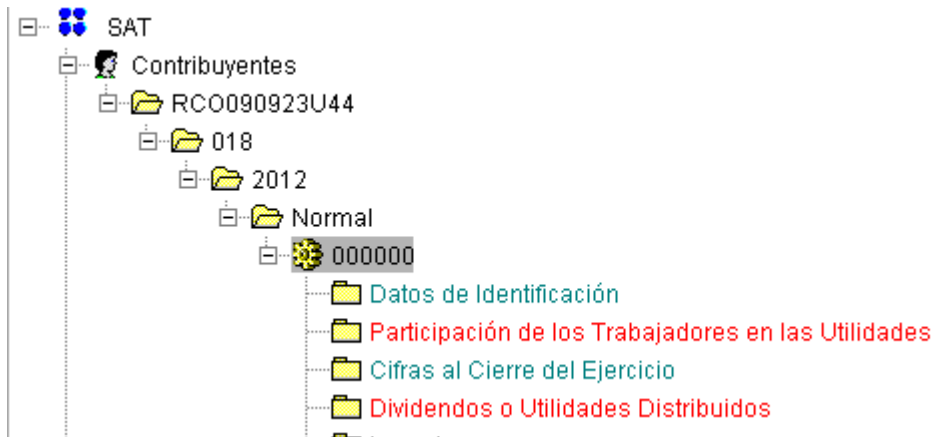 SAT
Contribuyentes
RCO090923U44
018
2012
Normal
000000
Datos de Identificación
Participación de los Trabajadores en las Utilidades
Cifras al Cierre del Ejercicio
Dividendos o Utilidades Distribuidos